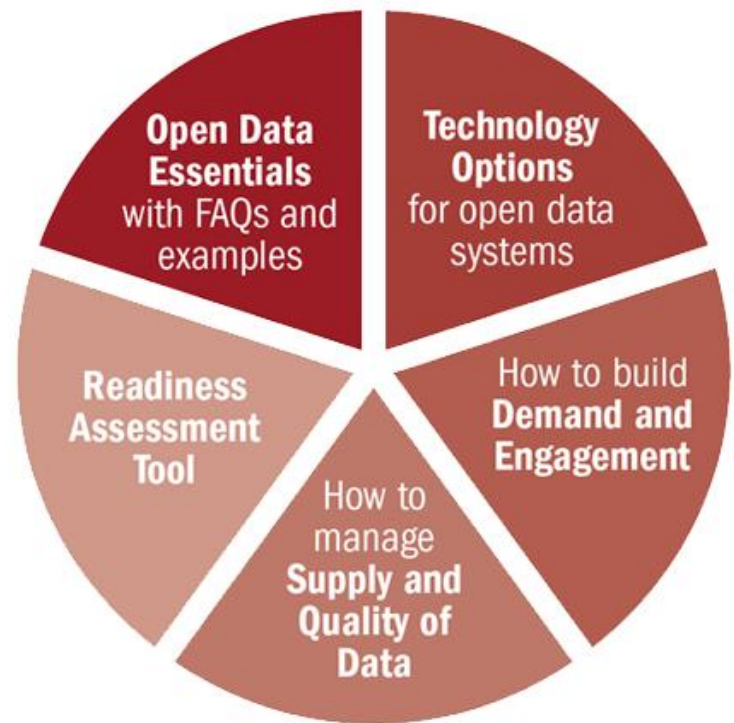 Open Data
Essentials
with FAQs and
examples
Technology
Options
for open data
systems
How to build
Demand and
Engagement
How to
manage
Supply and
Quality of
Data
Readiness
Assessment
Tool